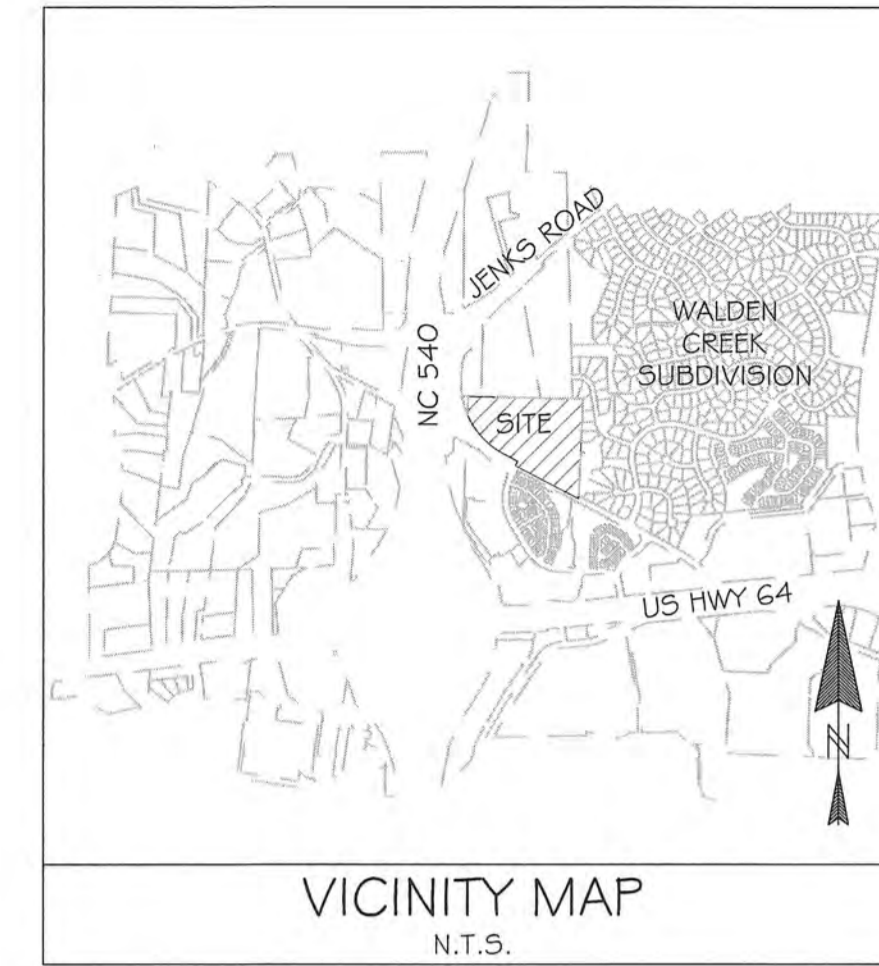 JENKS ROAD
WALDEN
CREEK
SUBDIVISION
NC 540
SITE
US HWY 64
N
VICINITY MAP
N.T.S.